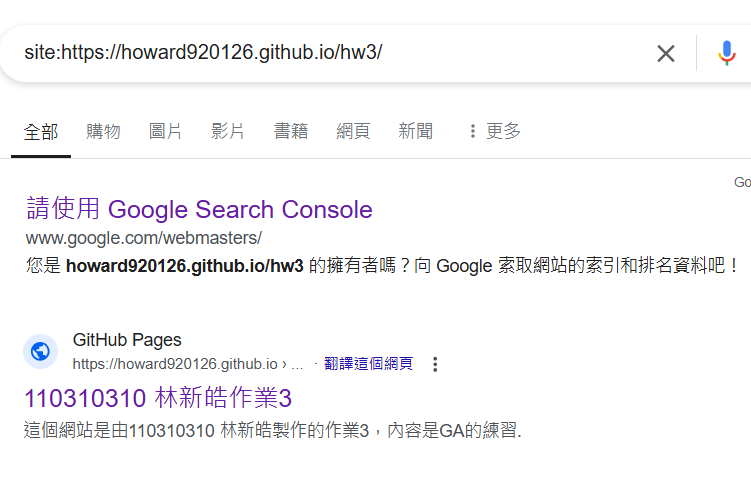 site:https://howard920126.github.io/hw3/
全部 購物 圖片 影片 書籍 網頁 新聞 更多
請使用 Google Search Console
www.google.com/webmasters/
您是 howard920126.github.io/hw3 的擁有者嗎？向 Google 索取網站的索引和排名資料吧！
GitHub Pages
https://howard920126.github.io › ... · 翻譯這個網頁
110310310 林新皓作業3
這個網站是由110310310 林新皓製作的作業3，內容是GA的練習.